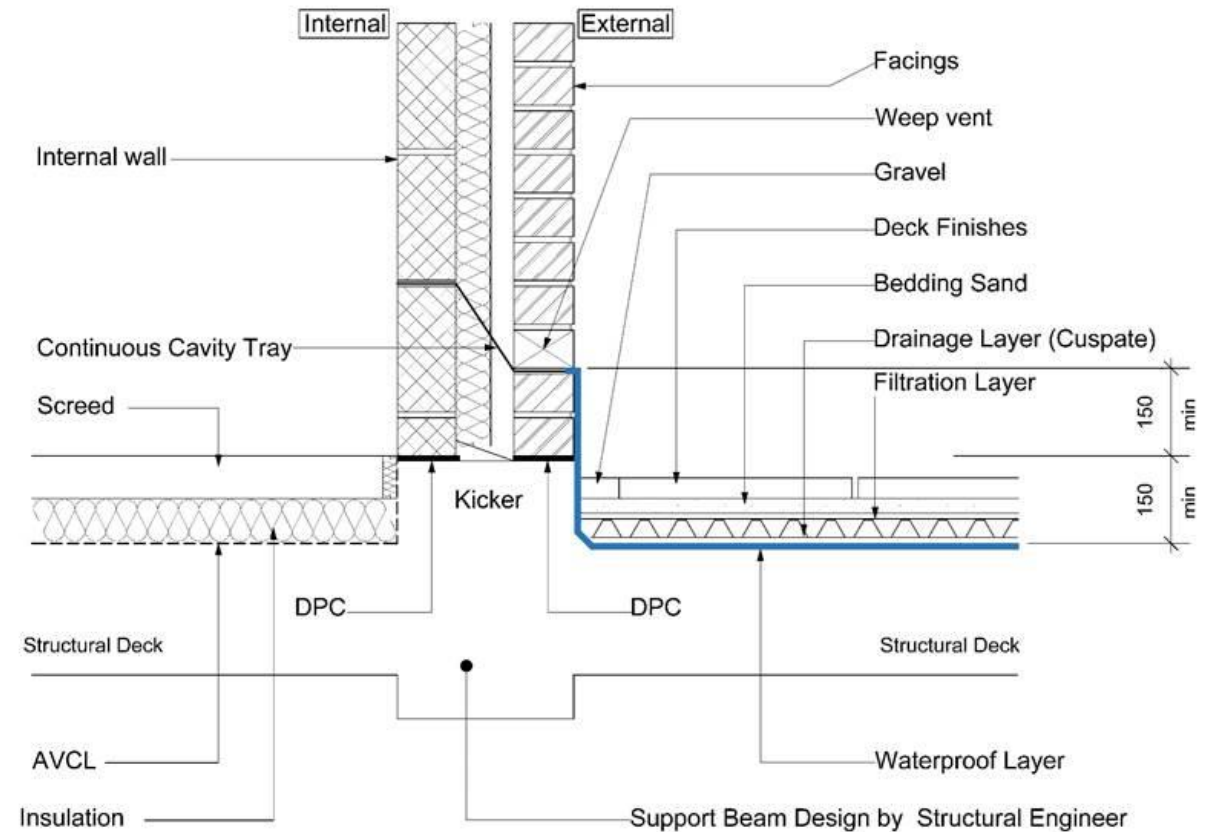 Internal
External
Facings
Weep vent
Internal wall
Gravel
Deck Finishes
Bedding Sand
Continuous Cavity Tray
Drainage Layer (Cuspate)
Filtration Layer
Screed
150
min
Kicker
150
min
DPC
DPC
Structural Deck
Structural Deck
AVCL
Waterproof Layer
Insulation
Support Beam Design by Structural Engineer